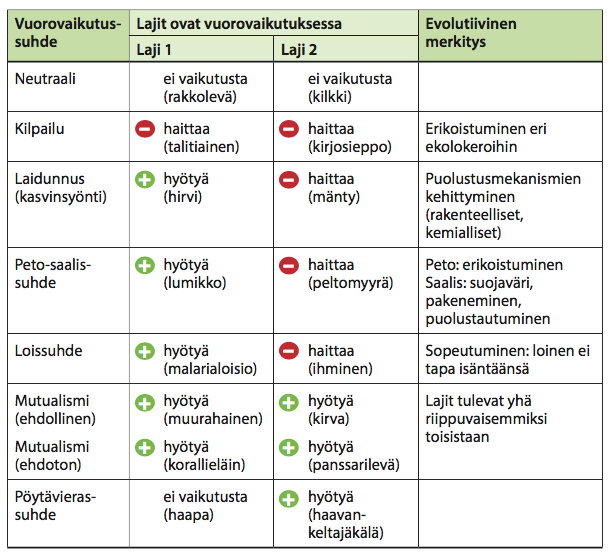 Vuorovaikutus-
suhde
Lajit ovat vuorovaikutuksessa
Evolutiivinen
merkitys
Laji 1
Laji 2
Neutraali
ei vaikutusta
(rakkolevä)
ei vaikutusta
(kilkki)
Kilpailu
haittaa
(talitiainen)
haittaa
(kirjosieppo)
Erikoistuminen eri
ekolokeroihin
Laidunnus
(kasvinsyönti)
hyötyä
(hirvi)
haittaa
(mänty)
Puolustusmekanismien
kehittyminen
(rakenteelliset,
kemialliset)
Peto-saalis-
suhde
hyötyä
(lumikko)
haittaa
(peltomyyrä)
Peto: erikoistuminen
Saalis: suojaväri,
pakeneminen,
puolustautuminen
Loissuhde
hyötyä
(malarialoisio)
haittaa
(ihminen)
Sopeutuminen: loinen ei
tapa isäntäänsä
Mutualismi
(ehdollinen)
hyötyä
(muurahainen)
hyötyä
(kirva)
Lajit tulevat yhä
riippuvaisemmiksi
toisistaan
Mutualismi
(ehdoton)
hyötyä
(korallieläin)
hyötyä
(panssarilevä)
Pöytävieras-
suhde
ei vaikutusta
(haapa)
hyötyä
(haavan-
keltajäkälä)